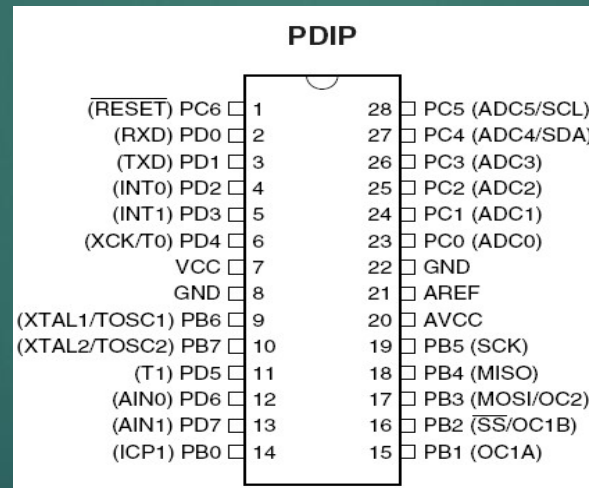 PDIP
(RESET) PC6 1 28 PC5 (ADC5/SCL)
(RXD) PD0 2 27 PC4 (ADC4/SDA)
(TXD) PD1 3 26 PC3 (ADC3)
(INT0) PD2 4 25 PC2 (ADC2)
(INT1) PD3 5 24 PC1 (ADC1)
(XCK/T0) PD4 6 23 PC0 (ADC0)
VCC 7 22 GND
GND 8 21 AREF
(XTAL1/TOSC1) PB6 9 20 AVCC
(XTAL2/TOSC2) PB7 10 19 PB5 (SCK)
(T1) PD5 11 18 PB4 (MISO)
(AIN0) PD6 12 17 PB3 (MOSI/OC2)
(AIN1) PD7 13 16 PB2 (SS/OC1B)
(ICP1) PB0 14 15 PB1 (OC1A)